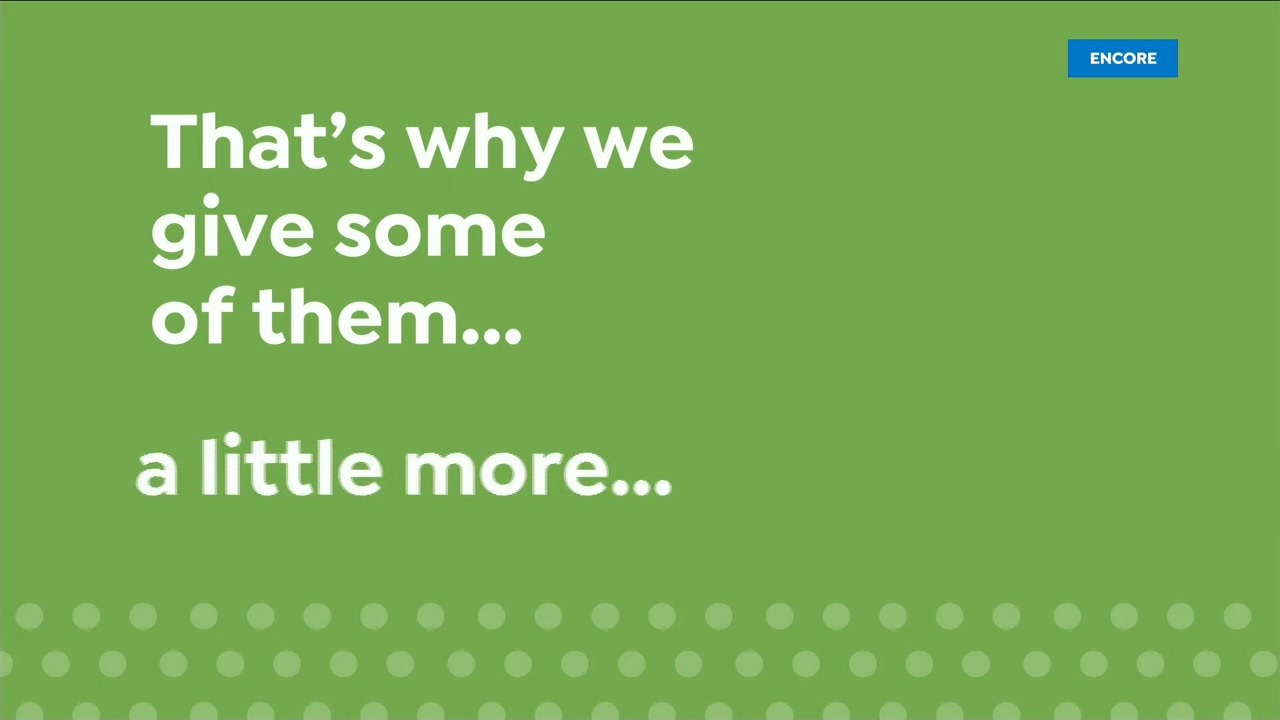 ENCORE
That’s why we
give some
of them...
a little more...